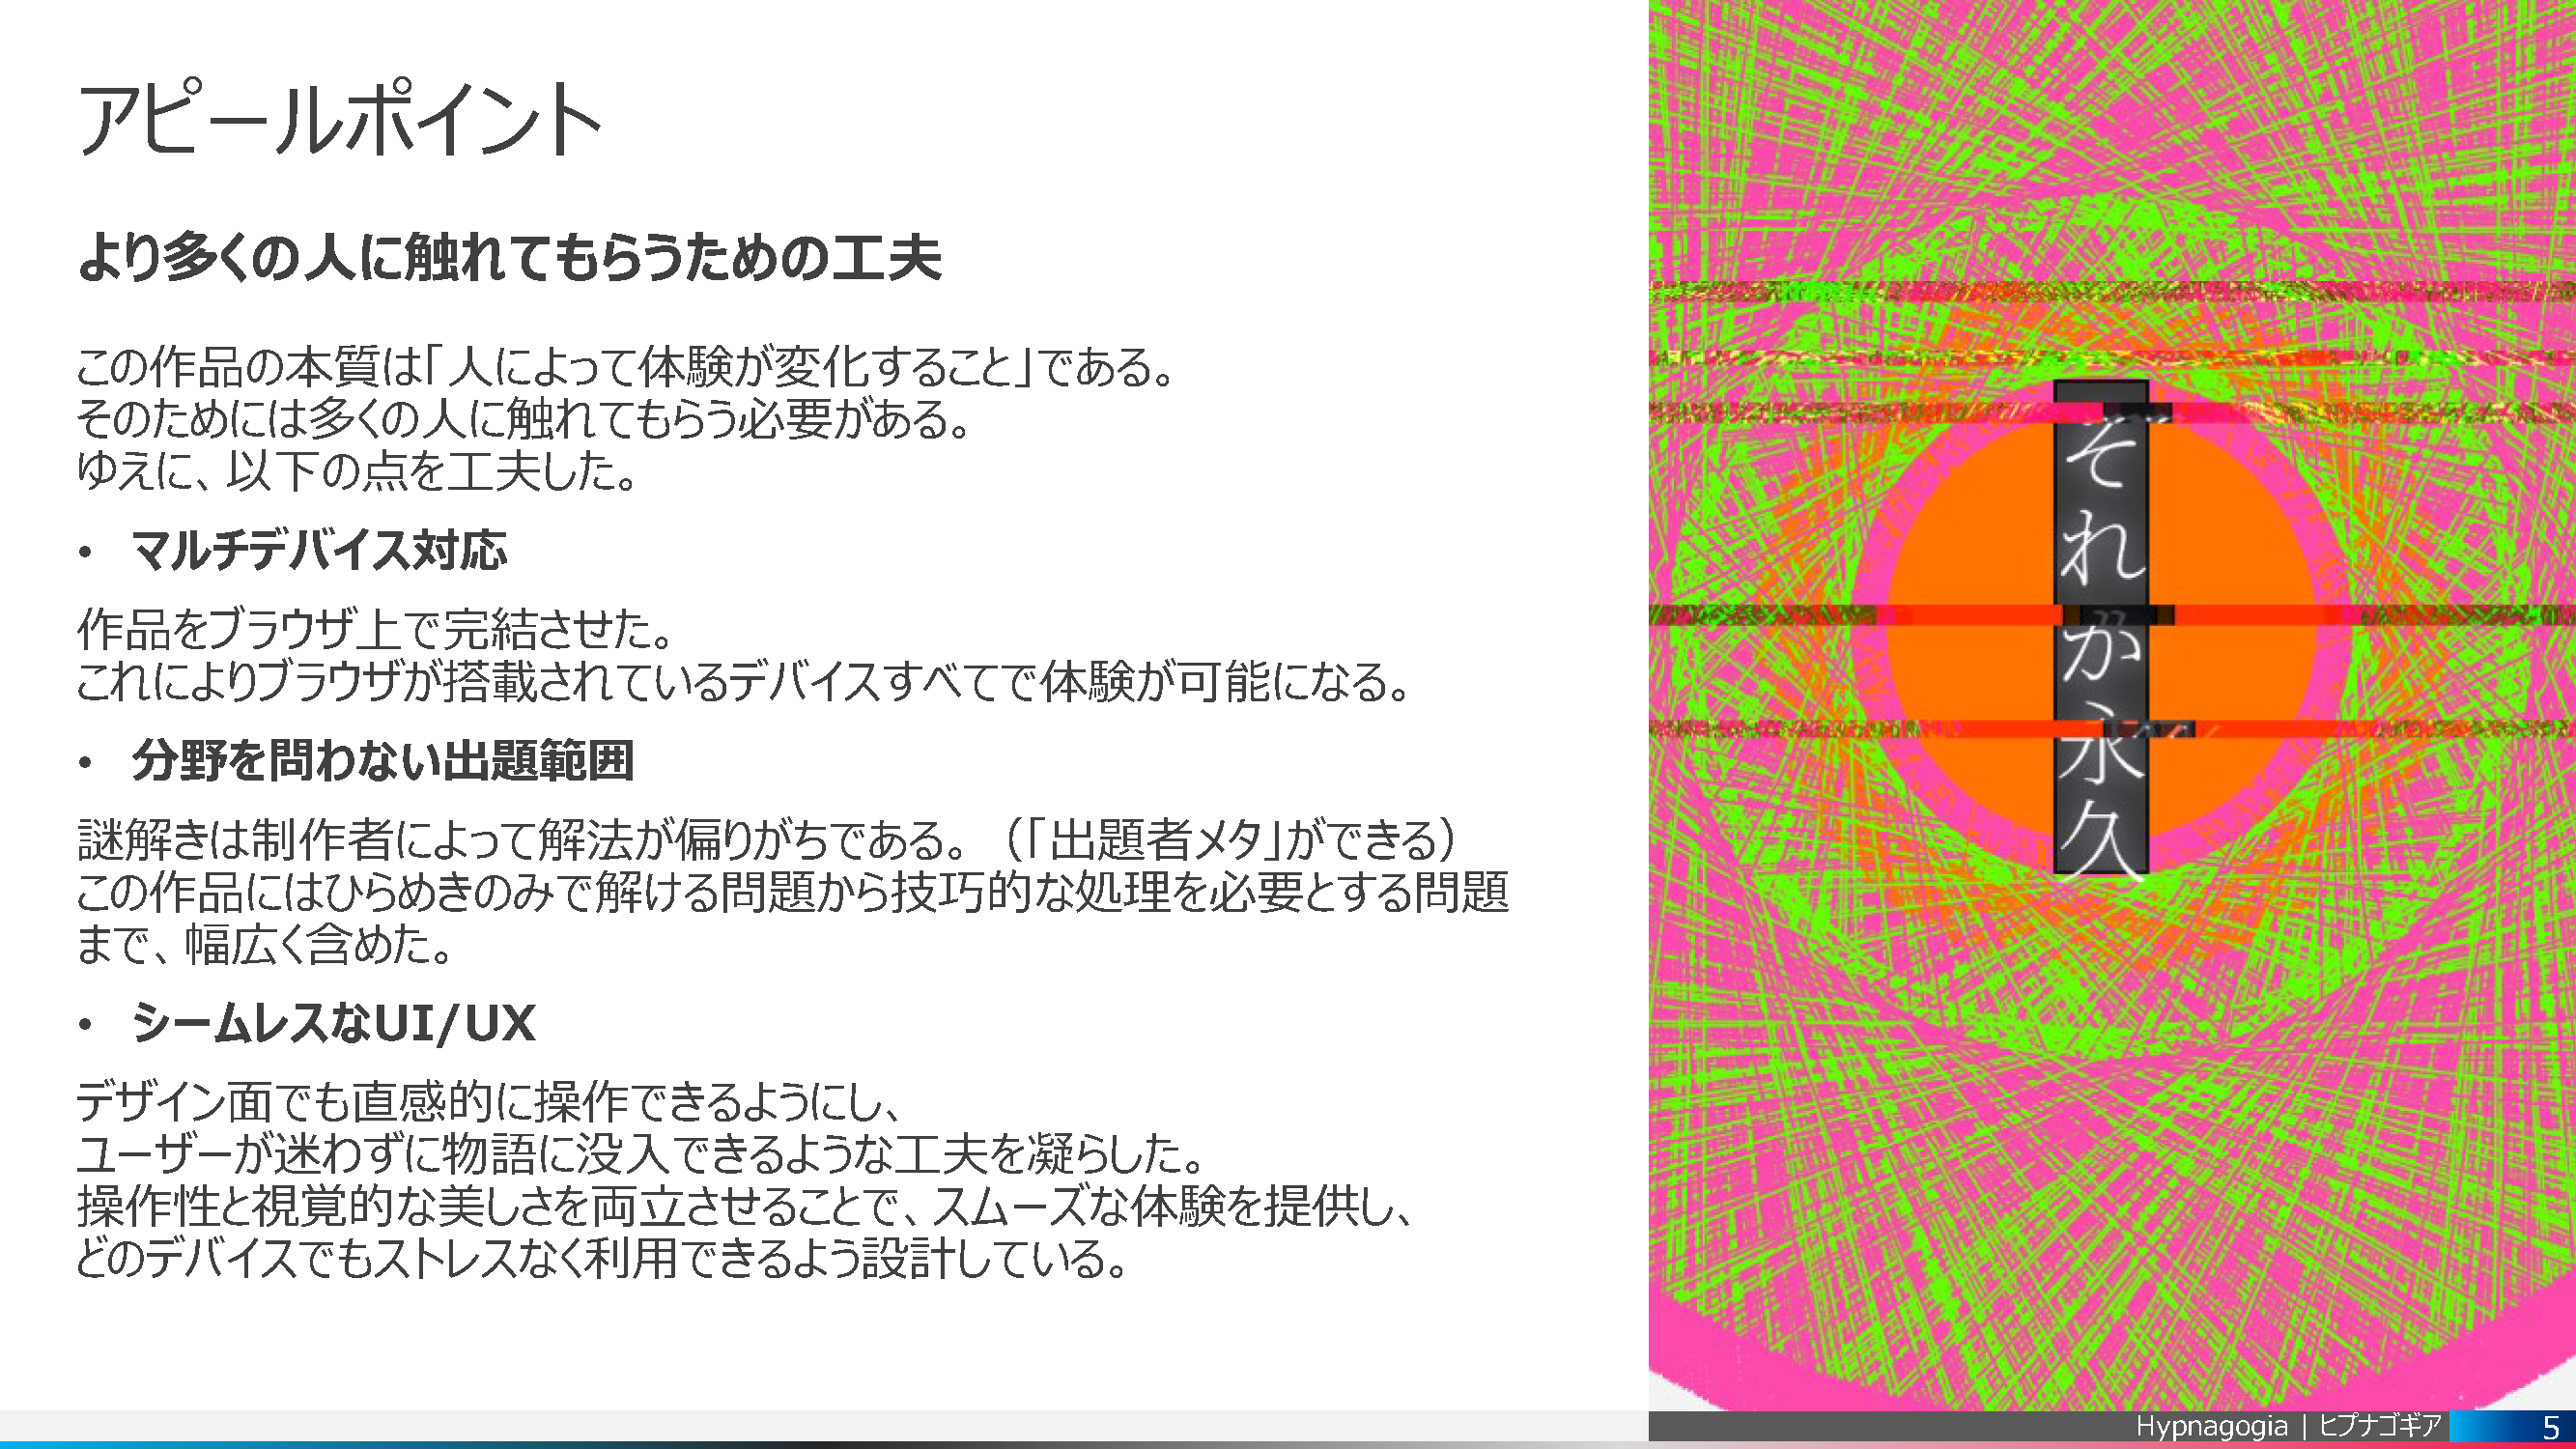 アピールポイント
より多くの人に触れてもらうための工夫
この作品の本質は「人によって体験が変化すること」である。
そのためには多くの人に触れてもらう必要がある。
ゆえに、以下の点を工夫した。
• マルチデバイス対応
作品をブラウザ上で完結させた。
これによりブラウザが搭載されているデバイスすべてで体験が可能になる。
• 分野を問わない出題範囲
謎解きは制作者によって解法が偏りがちである。（「出題者メタ」ができる）
この作品にはひらめきのみで解ける問題から技巧的な処理を必要とする問題
まで、幅広く含めた。
• シームレスなUI/UX
デザイン面でも直感的に操作できるようにし、
ユーザーが迷わずに物語に没入できるような工夫を凝らした。
操作性と視覚的な美しさを両立させることで、スムーズな体験を提供し、
どのデバイスでもストレスなく利用できるよう設計している。
それが永久
Hypnagogia | ヒプナゴギア
5